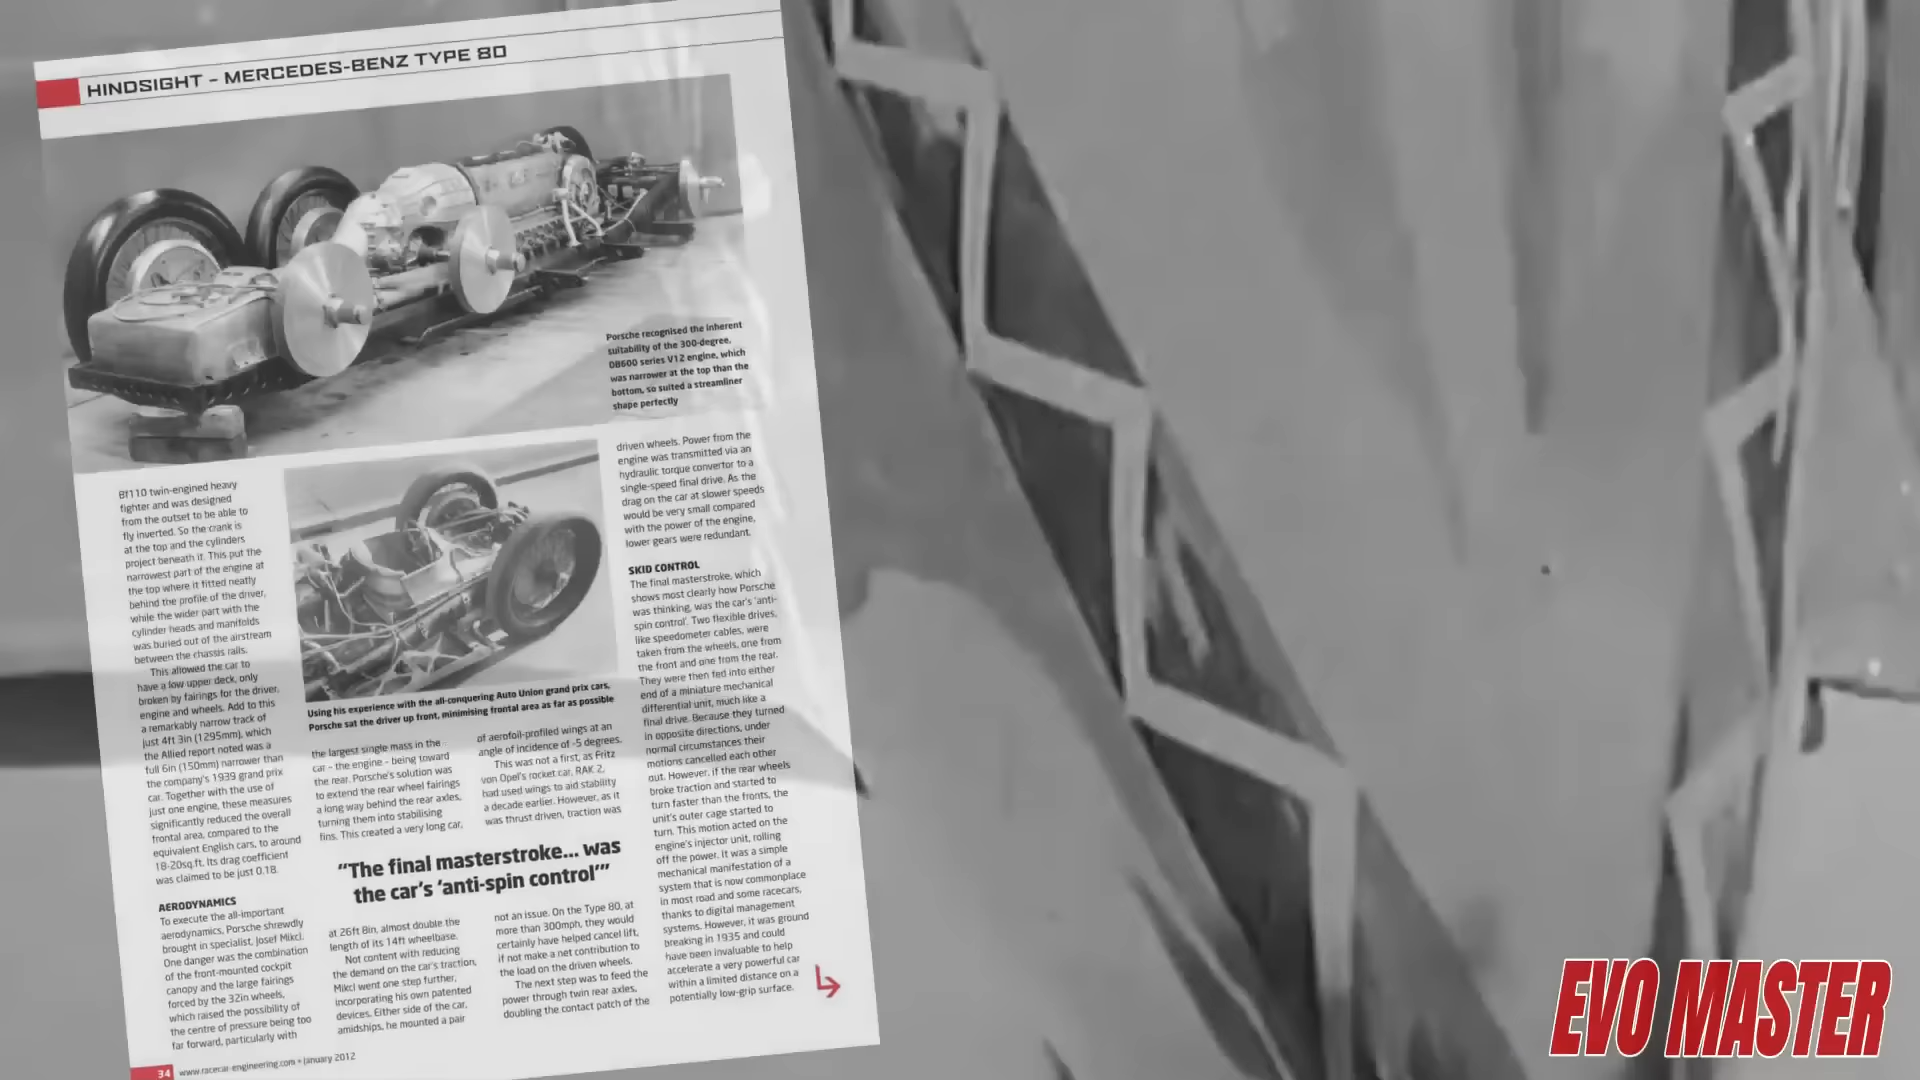 HINDSIGHT – MERCEDES-BENZ TYPE 80
Porsche recognised the inherent
suitability of the 300-degree,
DB600 series V12 engine, which
was narrower at the top than the
bottom, so suited a streamliner
shape perfectly
Bf110 twin-engined heavy
fighter and was designed
from the outset to be able to
fly inverted. So the crank is
at the top and the cylinders
project beneath it. This put the
narrowest part of the engine at
the top where it fitted neatly
behind the profile of the driver,
while the wider part with the
cylinder heads and manifolds
was buried out of the airstream
between the chassis rails.
This allowed the car to
have a low upper deck, only
broken by fairings for the driver,
engine and wheels. Add to this
a remarkably narrow track of
just 4ft 3in (1295mm), which
the Allied report noted was a
full 6in (150mm) narrower than
the company's 1939 grand prix
car. Together with the use of
just one engine, these measures
significantly reduced the overall
frontal area, compared to the
equivalent English cars, to around
18-20sq.ft. Its drag coefficient
was claimed to be just 0.18.
AERODYNAMICS
To execute the all-important
aerodynamics, Porsche shrewdly
brought in specialist, Josef Mikcl.
One danger was the combination
of the front-mounted cockpit
canopy and the large fairings
forced by the 32in wheels,
which raised the possibility of
the centre of pressure being too
far forward, particularly with
Using his experience with the all-conquering Auto Union grand prix cars,
Porsche sat the driver up front, minimising frontal area as far as possible
the largest single mass in the
car – the engine – being toward
the rear. Porsche's solution was
to extend the rear wheel fairings
a long way behind the rear axles,
turning them into stabilising
fins. This created a very long car,
"The final masterstroke... was
the car's 'anti-spin control'"
at 26ft 8in, almost double the
length of its 14ft wheelbase.
Not content with reducing
the demand on the car's traction,
Mikcl went one step further,
incorporating his own patented
devices. Either side of the car,
amidships, he mounted a pair
of aerofoil-profiled wings at an
angle of incidence of -5 degrees.
This was not a first, as Fritz
von Opel's rocket car, RAK 2,
had used wings to aid stability
a decade earlier. However, as it
was thrust driven, traction was
not an issue. On the Type 80, at
more than 300mph, they would
certainly have helped cancel lift,
if not make a net contribution to
the load on the driven wheels.
The next step was to feed the
power through twin rear axles,
doubling the contact patch of the
driven wheels. Power from the
engine was transmitted via an
hydraulic torque convertor to a
single-speed final drive. As the
drag on the car at slower speeds
would be very small compared
with the power of the engine,
lower gears were redundant.
SKID CONTROL
The final masterstroke, which
shows most clearly how Porsche
was thinking, was the car's 'anti-
spin control'. Two flexible drives,
like speedometer cables, were
taken from the wheels, one from
the front and one from the rear.
They were then fed into either
end of a miniature mechanical
differential unit, much like a
final drive. Because they turned
in opposite directions, under
normal circumstances their
motions cancelled each other
out. However, if the rear wheels
broke traction and started to
turn faster than the fronts, the
unit's outer cage started to
turn. This motion acted on the
engine's injector unit, rolling
off the power. It was a simple
mechanical manifestation of a
system that is now commonplace
in most road and some racecars,
thanks to digital management
systems. However, it was ground
breaking in 1935 and could
have been invaluable to help
accelerate a very powerful car
within a limited distance on a
potentially low-grip surface.
34 www.racecar-engineering.com • January 2012
EVO MASTER